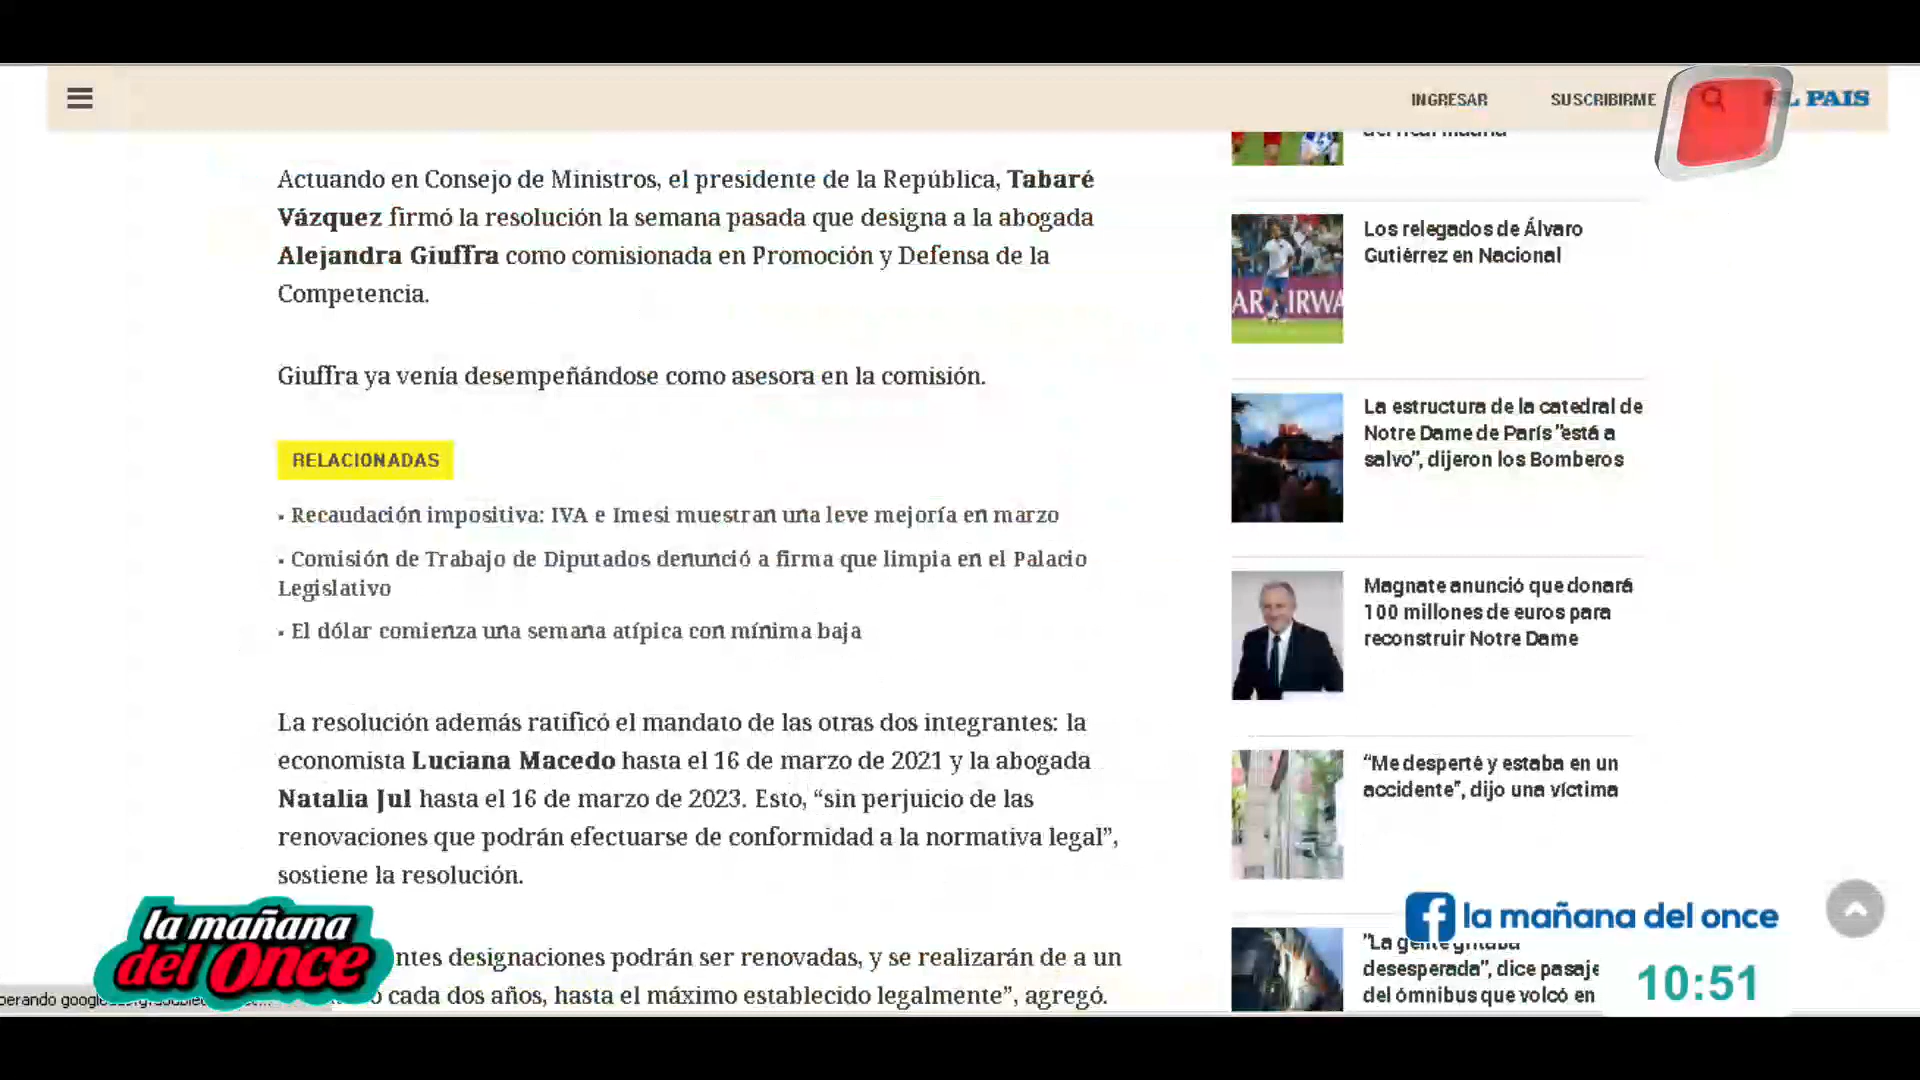 INGRESAR
SUSCRIBIRME
L PAIS
Actuando en Consejo de Ministros, el presidente de la República, Tabaré
Vázquez firmó la resolución la semana pasada que designa a la abogada
Alejandra Giuffra como comisionada en Promoción y Defensa de la
Competencia.
Giuffra ya venía desempeñándose como asesora en la comisión.
RELACIONADAS
• Recaudación impositiva: IVA e Imesi muestran una leve mejoría en marzo
• Comisión de Trabajo de Diputados denunció a firma que limpia en el Palacio
Legislativo
• El dólar comienza una semana atípica con mínima baja
La resolución además ratificó el mandato de las otras dos integrantes: la
economista Luciana Macedo hasta el 16 de marzo de 2021 y la abogada
Natalia Jul hasta el 16 de marzo de 2023. Esto, “sin perjuicio de las
renovaciones que podrán efectuarse de conformidad a la normativa legal”,
sostiene la resolución.
ntes designaciones podrán ser renovadas, y se realizarán de a un
cada dos años, hasta el máximo establecido legalmente”, agregó.
Los relegados de Álvaro
Gutiérrez en Nacional
AR AIRWA
La estructura de la catedral de
Notre Dame de París "está a
salvo", dijeron los Bomberos
Magnate anunció que donará
100 millones de euros para
reconstruir Notre Dame
“Me desperté y estaba en un
accidente”, dijo una víctima
"La gente gritaba
desesperada", dice pasaje
del ómnibus que volcó en
la mañana
del Once
la mañana del once
10:51
perando google